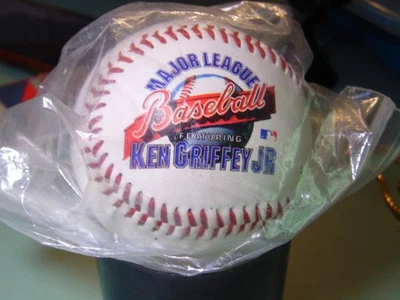 MAJOR LEAGUE
Baseball
FEATURING
KEN GRIFFEY JR